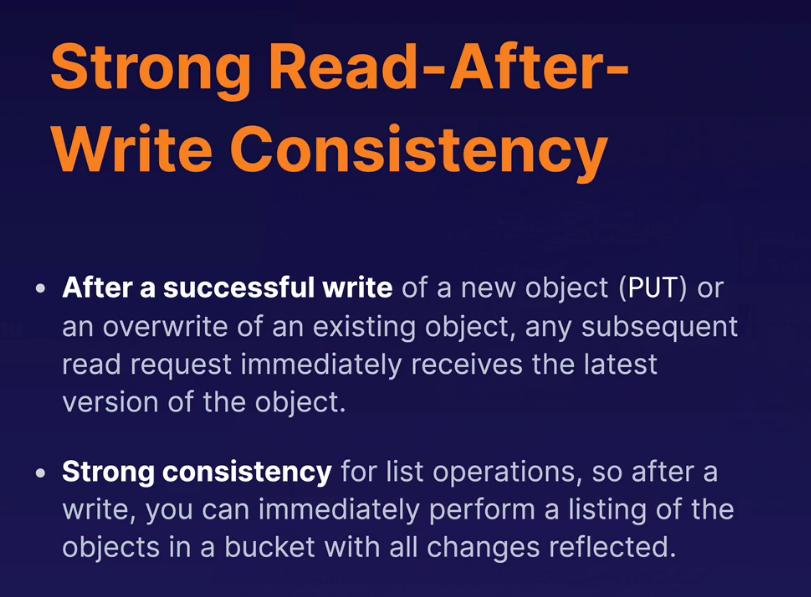 Strong Read-After-
Write Consistency
• After a successful write of a new object (PUT) or
an overwrite of an existing object, any subsequent
read request immediately receives the latest
version of the object.
• Strong consistency for list operations, so after a
write, you can immediately perform a listing of the
objects in a bucket with all changes reflected.